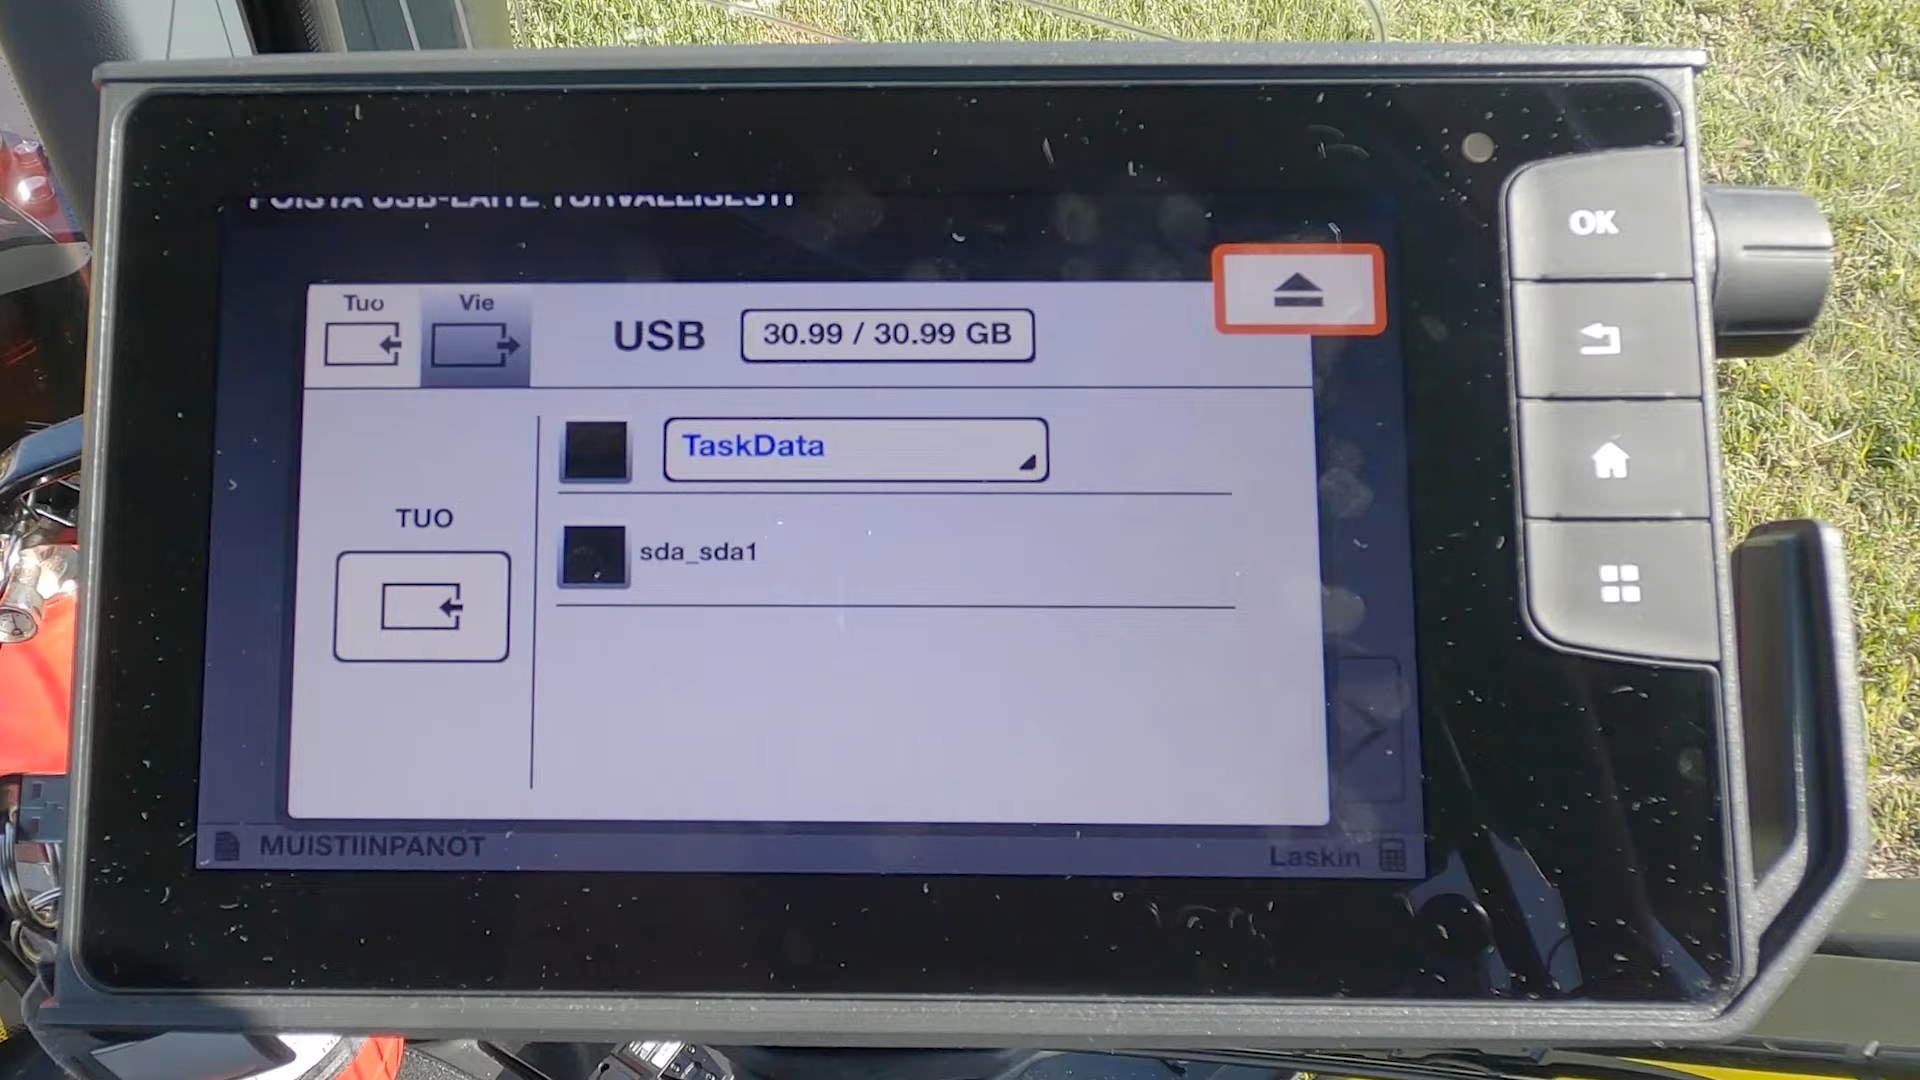 POISTA USB-LAITE TURVALLISESTI
Tuo
Vie
USB
30.99 / 30.99 GB
TaskData
TUO
sda_sda1
MUISTIINPANOT
Laskin
OK